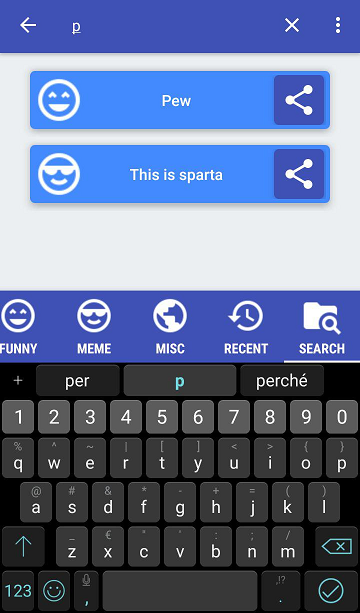 p
Pew
This is sparta
FUNNY MEME MISC RECENT SEARCH
+ per p perché
1 2 3 4 5 6 7 8 9 0
% ^ ~ | [ ] < > { }
q w e r t y u i o p
@ # & * - + = ( )
a s d f g h j k l
_ € " ' : ; /
z x c v b n m
,!?
123 , .